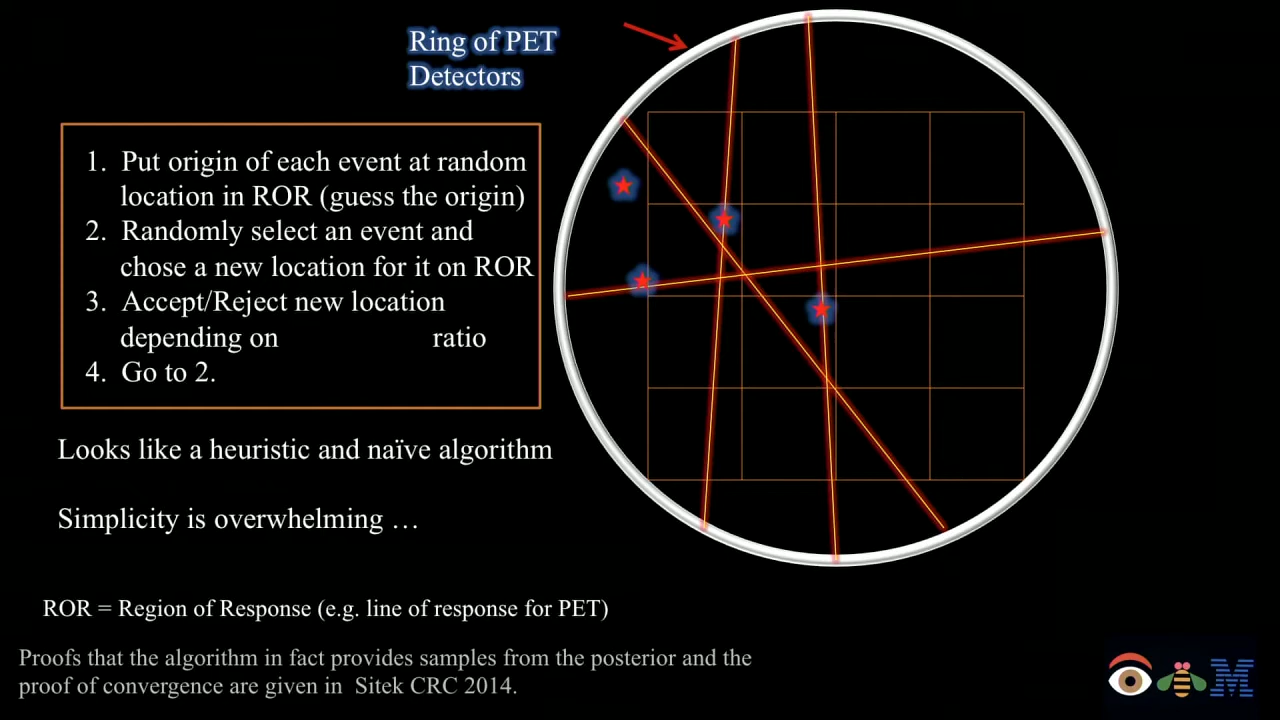 Ring of PET
Detectors
1. Put origin of each event at random
location in ROR (guess the origin)
2. Randomly select an event and
chose a new location for it on ROR
3. Accept/Reject new location
depending on ratio
4. Go to 2.
Looks like a heuristic and naïve algorithm
Simplicity is overwhelming …
ROR = Region of Response (e.g. line of response for PET)
Proofs that the algorithm in fact provides samples from the posterior and the
proof of convergence are given in Sitek CRC 2014.
M